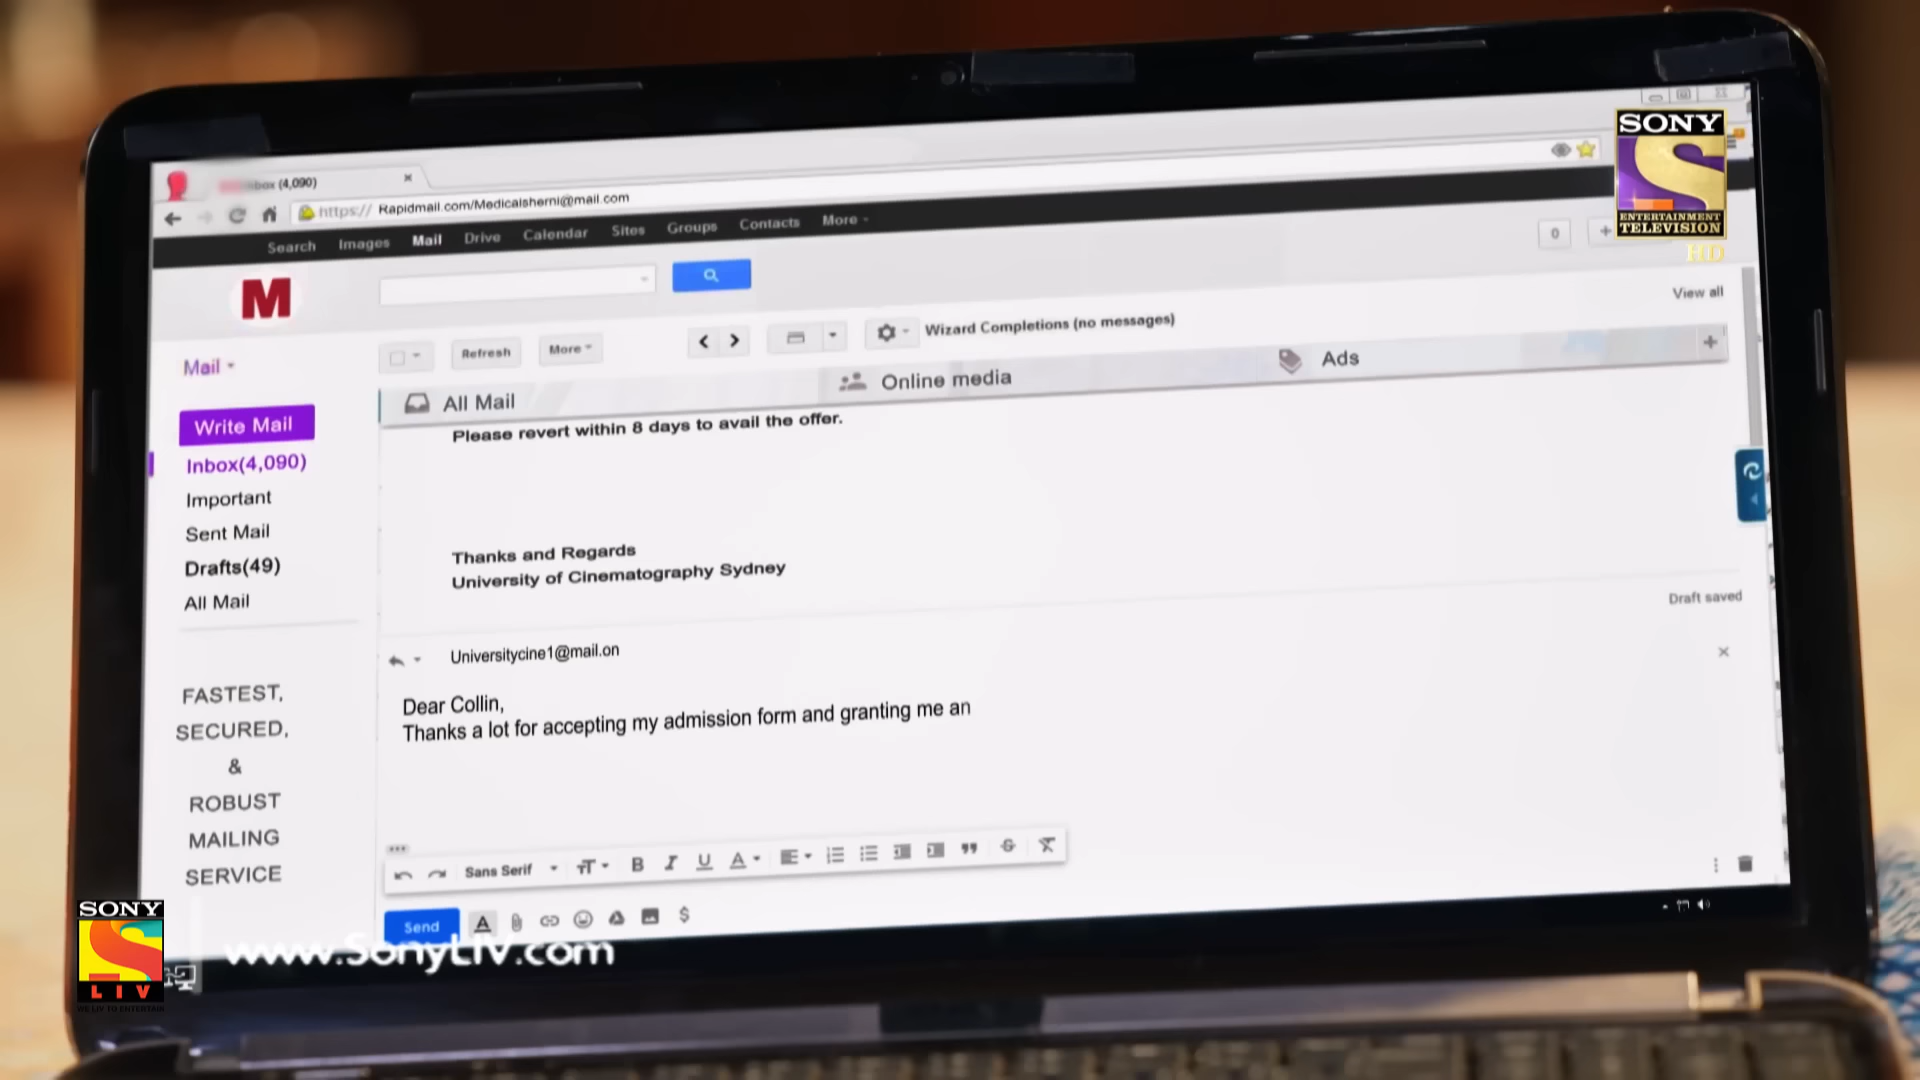 SONY
ENTERTAINMENT
TELEVISION
HD
Inbox (4,090)
https:// Rapidmail.com/Medicalsherni@mail.com
Search Images Mail Drive Calendar Sites Groups Contacts More
M
0
+
View all
Mail
Refresh
More
Wizard Completions (no messages)
All Mail
Online media
Ads
Write Mail
Inbox(4,090)
Important
Sent Mail
Drafts(49)
All Mail
FASTEST,
SECURED,
&
ROBUST
MAILING
SERVICE
Please revert within 8 days to avail the offer.
Thanks and Regards
University of Cinematography Sydney
Draft saved
Universitycine1@mail.on
Dear Collin,
Thanks a lot for accepting my admission form and granting me an
Sans Serif
Send
SONY
LIV
www.SonyLIV.com